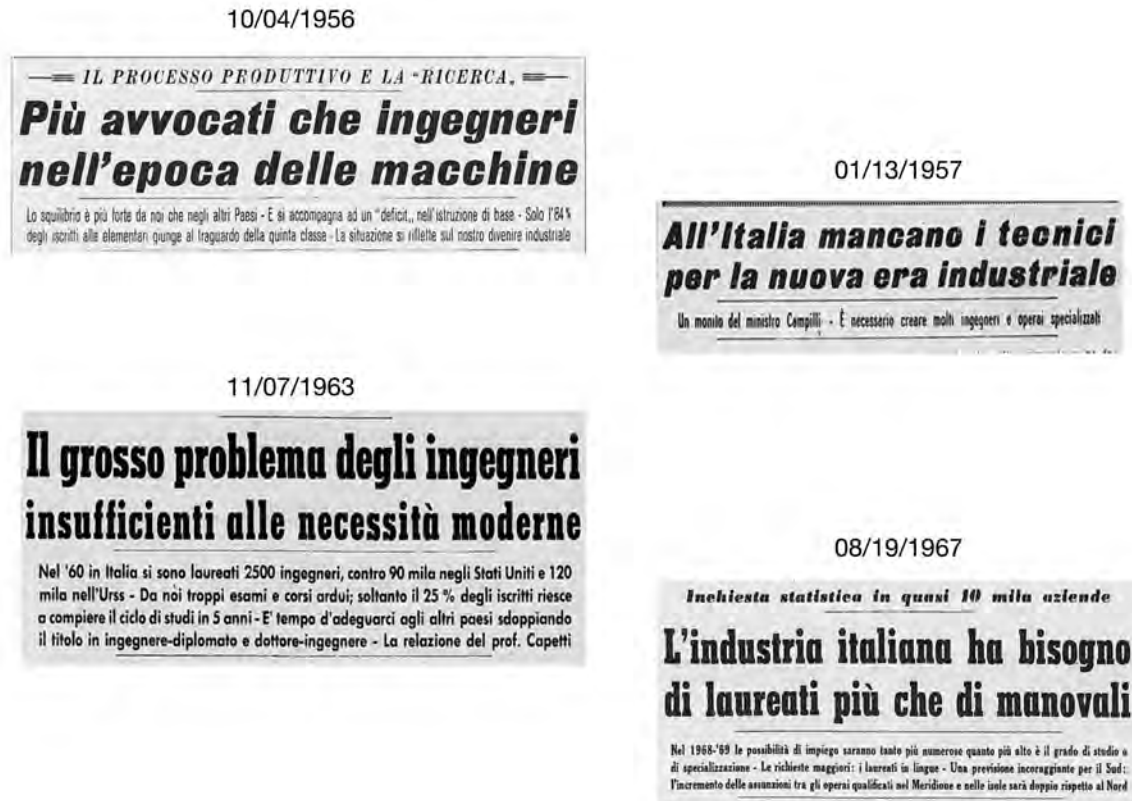 10/04/1956
IL PROCESSO PRODUTTIVO E LA "RICERCA„
Più avvocati che ingegneri
nell'epoca delle macchine
Lo squilibrio è più forte da noi che negli altri Paesi - E si accompagna ad un "deficit„ nell'istruzione di base - Solo l'84%
degli iscritti alle elementari giunge al traguardo della quinta classe - La situazione si riflette sul nostro divenire industriale
01/13/1957
All'Italia mancano i tecnici
per la nuova era industriale
Un monito del ministro Campilli - È necessario creare molti ingegneri e operai specializzati
11/07/1963
Il grosso problema degli ingegneri
insufficienti alle necessità moderne
Nel '60 in Italia si sono laureati 2500 ingegneri, contro 90 mila negli Stati Uniti e 120
mila nell'Urss - Da noi troppi esami e corsi ardui; soltanto il 25 % degli iscritti riesce
a compiere il ciclo di studi in 5 anni - E' tempo d'adeguarci agli altri paesi sdoppiando
il titolo in ingegnere-diplomato e dottore-ingegnere - La relazione del prof. Capetti
08/19/1967
Inchiesta statistica in quasi 10 mila aziende
L'industria italiana ha bisogno
di laureati più che di manovali
Nel 1968-'69 le possibilità di impiego saranno tanto più numerose quanto più alto è il grado di studio o
di specializzazione - Le richieste maggiori: i laureati in lingue - Una previsione incoraggiante per il Sud:
l'incremento delle assunzioni tra gli operai qualificati nel Meridione e nelle isole sarà doppio rispetto al Nord